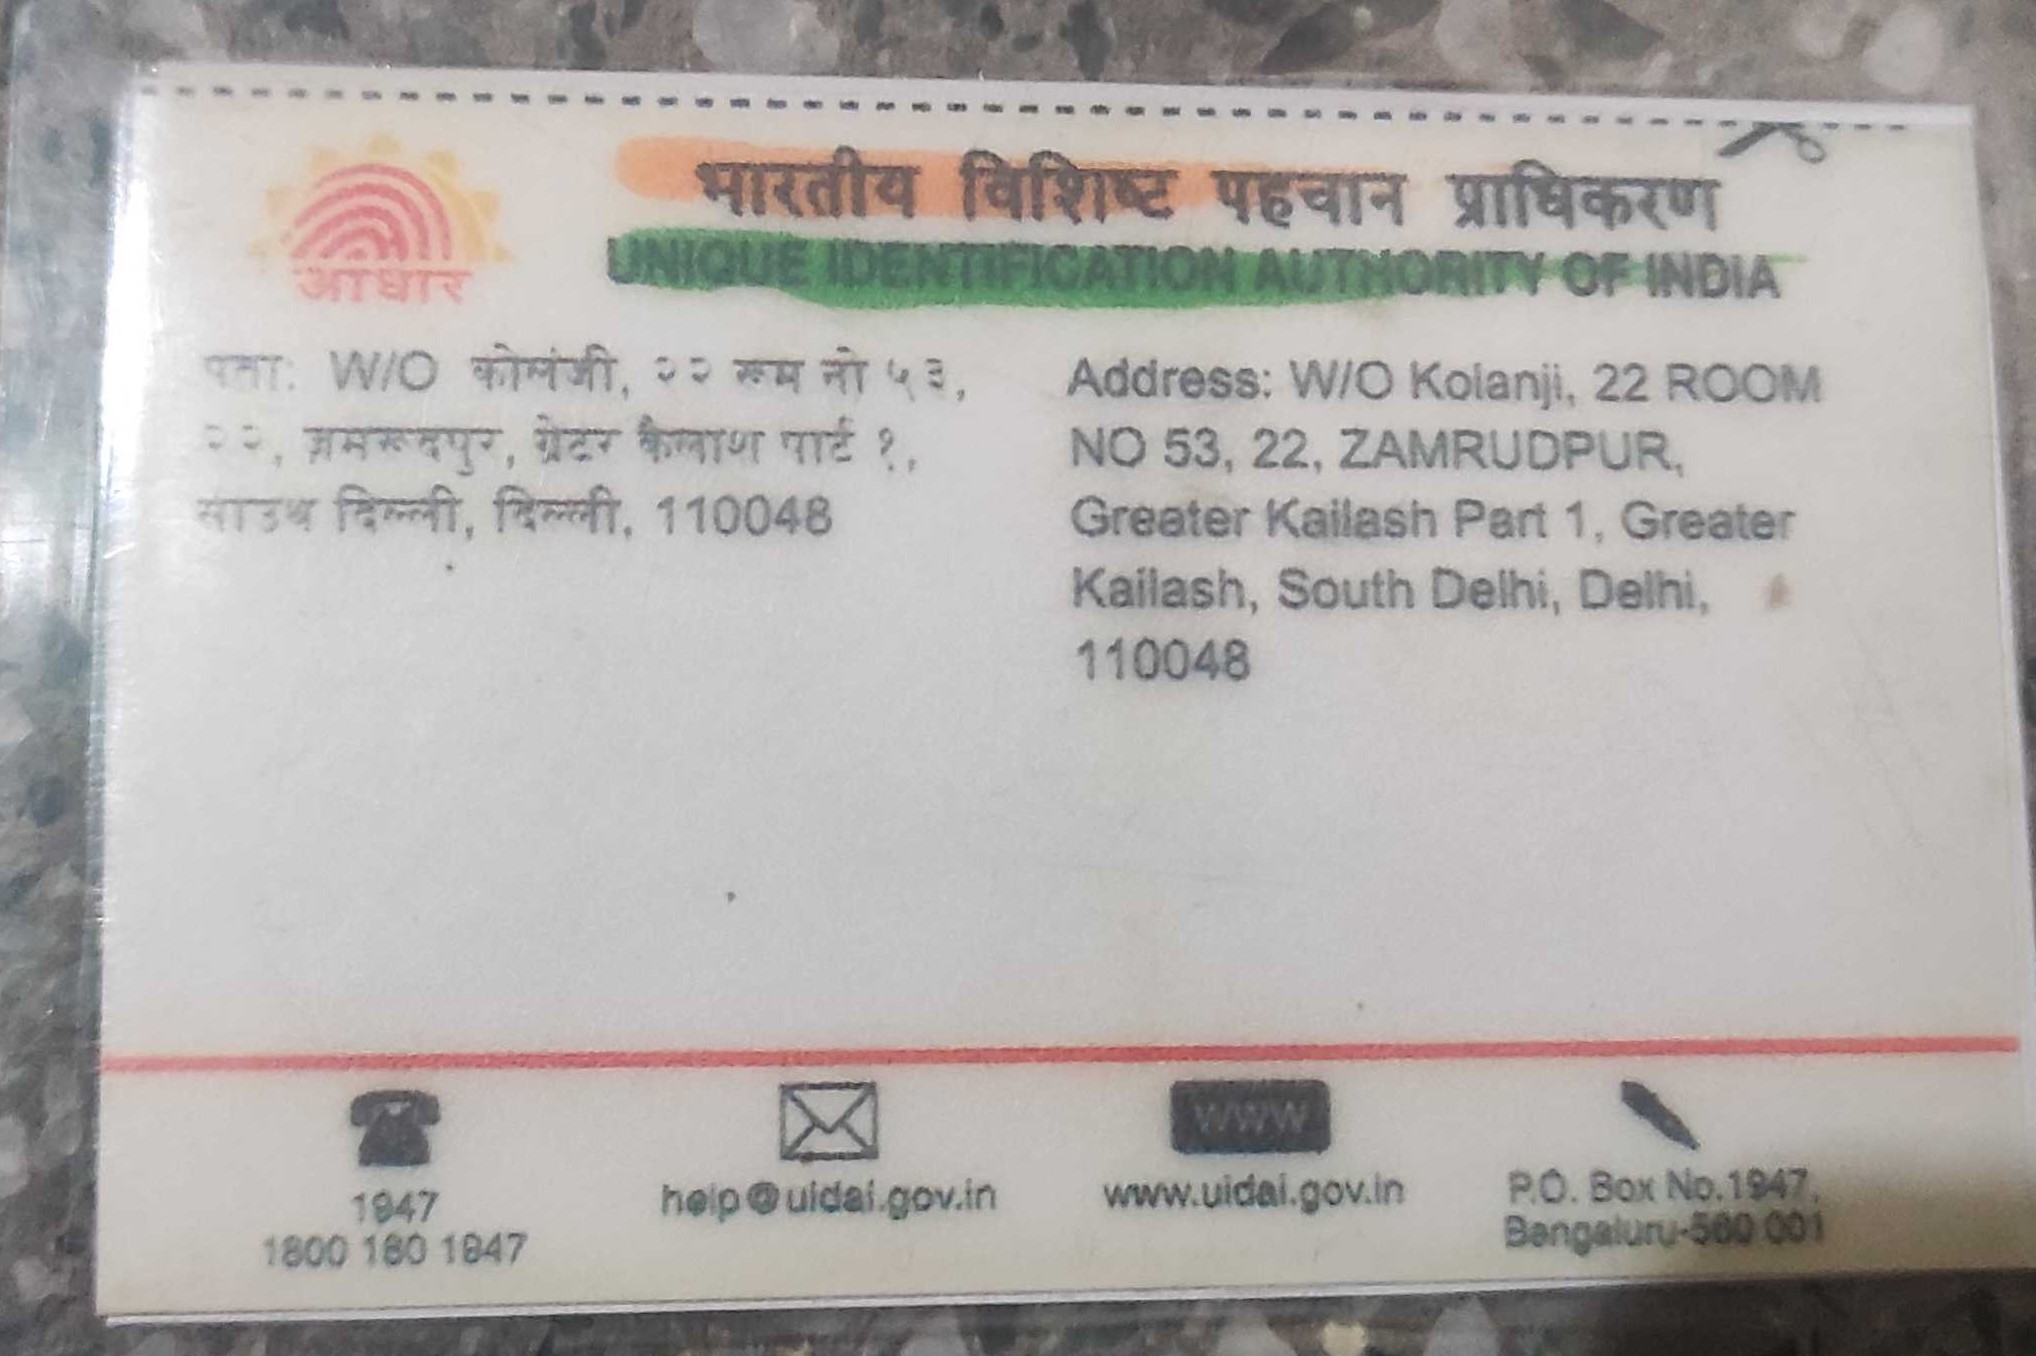 आधार
भारतीय विशिष्ट पहचान प्राधिकरण
UNIQUE IDENTIFICATION AUTHORITY OF INDIA
पता: W/O कोलंजी, २२ रूम नो ५३,
२२, ज़मरूदपुर, ग्रेटर कैलाश पार्ट १,
साउथ दिल्ली, दिल्ली, 110048
Address: W/O Kolanji, 22 ROOM
NO 53, 22, ZAMRUDPUR,
Greater Kailash Part 1, Greater
Kailash, South Delhi, Delhi,
110048
1947
1800 180 1947
help@uidai.gov.in
WWW
www.uidai.gov.in
P.O. Box No.1947,
Bengaluru-560 001